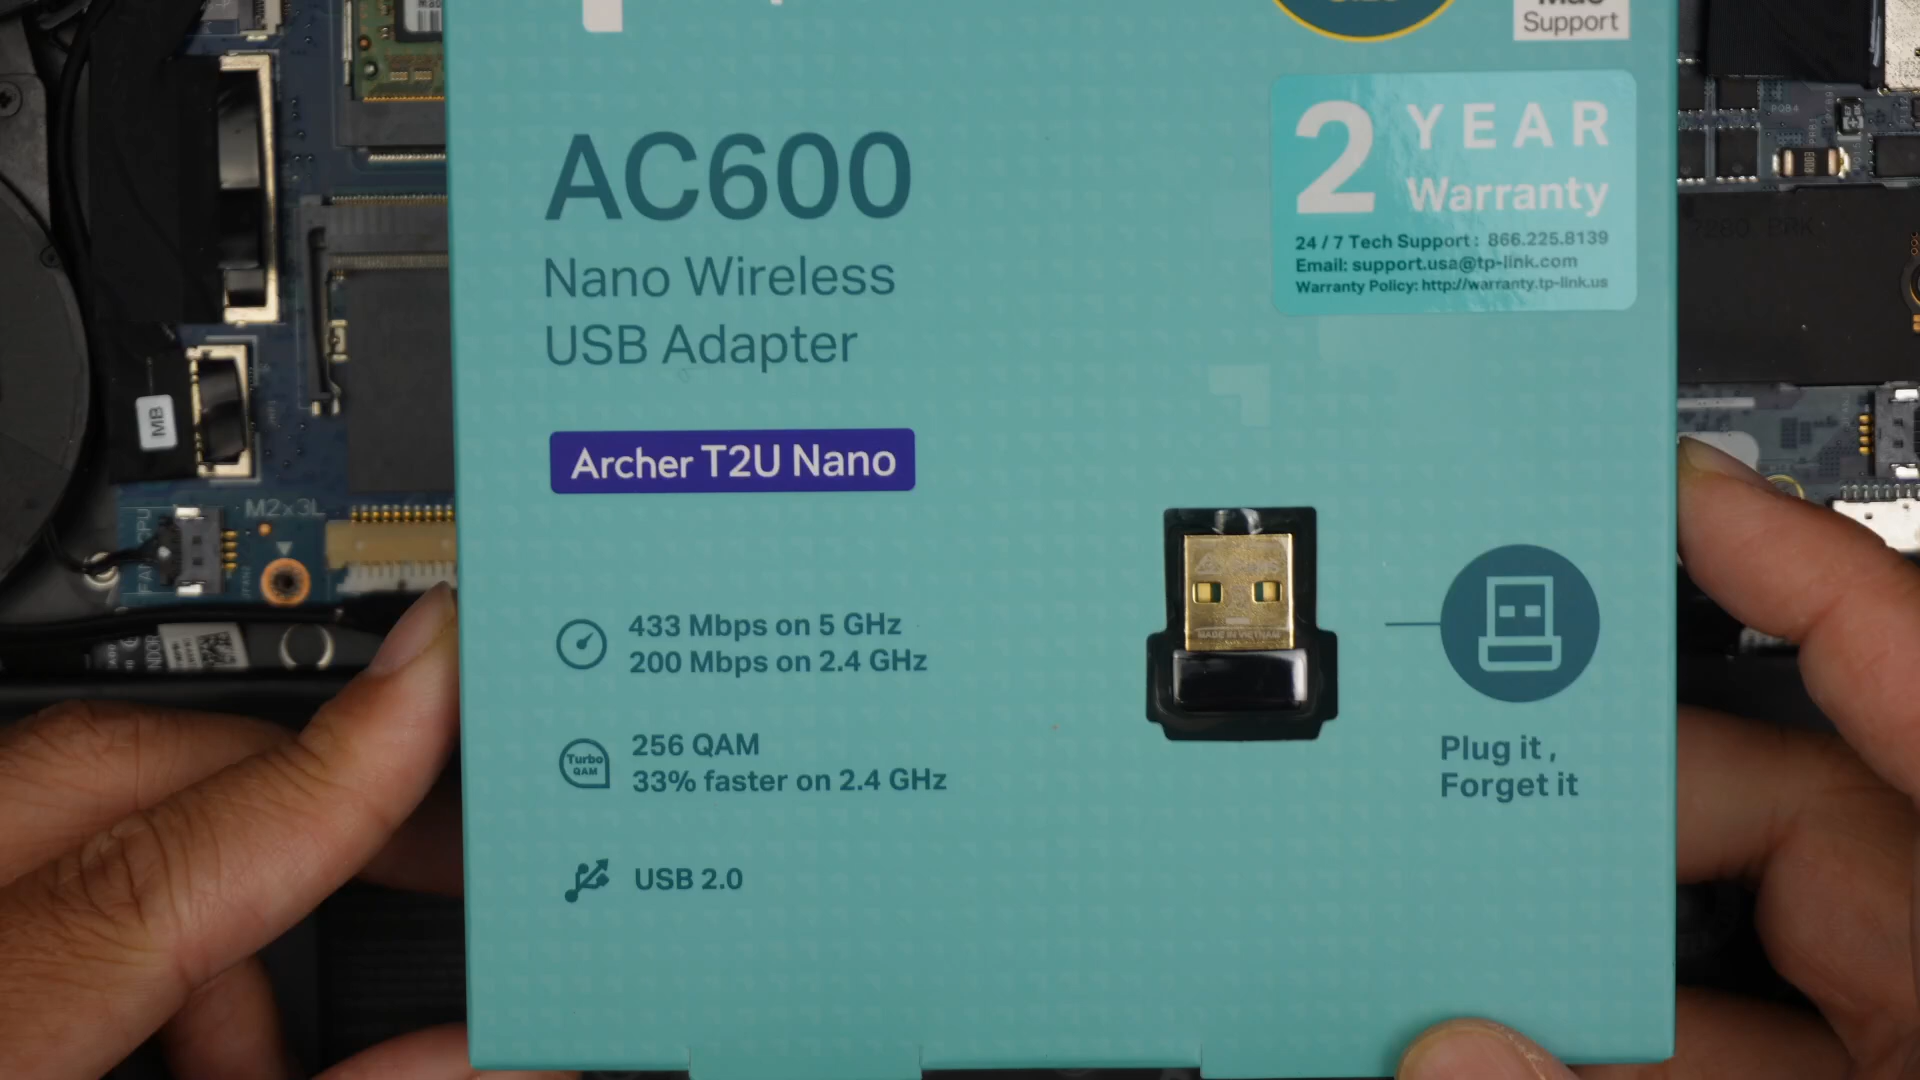 Support
2 YEAR
Warranty
24 / 7 Tech Support : 866.225.8139
Email: support.usa@tp-link.com
Warranty Policy: http://warranty.tp-link.us
AC600
Nano Wireless
USB Adapter
Archer T2U Nano
433 Mbps on 5 GHz
200 Mbps on 2.4 GHz
Turbo
QAM
256 QAM
33% faster on 2.4 GHz
USB 2.0
MADE IN VIETNAM
Plug it ,
Forget it
MB
M2x3L